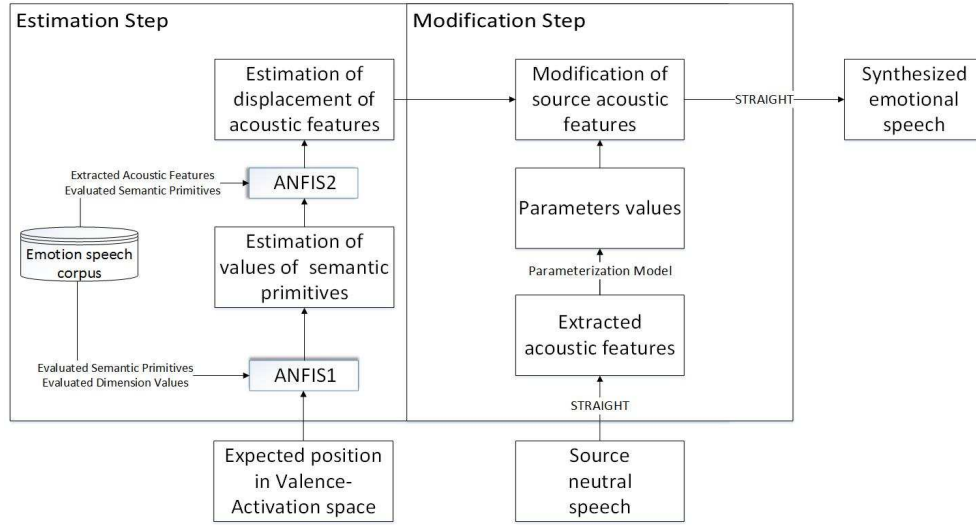 Estimation Step
Modification Step
Estimation of
displacement of
acoustic features
Modification of
source acoustic
features
STRAIGHT
Synthesized
emotional
speech
Extracted Acoustic Features
Evaluated Semantic Primitives
ANFIS2
Parameters values
Emotion speech
corpus
Estimation of
values of semantic
primitives
Parameterization Model
Extracted
acoustic features
Evaluated Semantic Primitives
Evaluated Dimension Values
ANFIS1
STRAIGHT
Expected position
in Valence-
Activation space
Source
neutral
speech